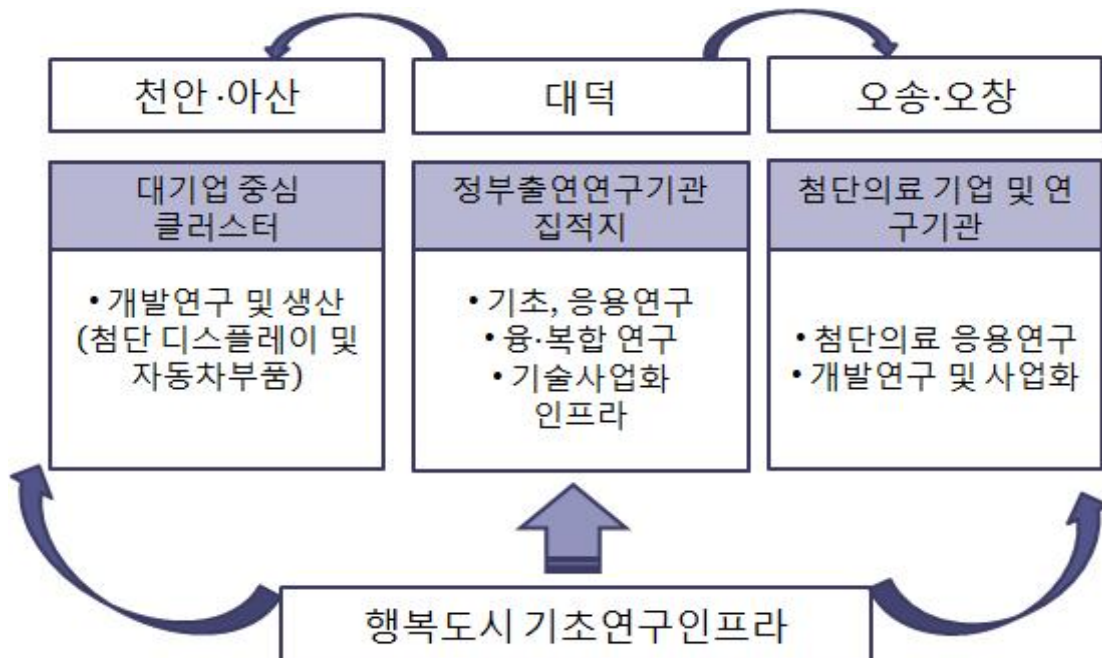 천안·아산
대덕
오송·오창
대기업 중심
클러스터
• 개발연구 및 생산
(첨단 디스플레이 및
자동차부품)
정부출연연구기관
집적지
• 기초, 응용연구
• 융·복합 연구
• 기술사업화
인프라
첨단의료 기업 및 연
구기관
• 첨단의료 응용연구
• 개발연구 및 사업화
행복도시 기초연구인프라